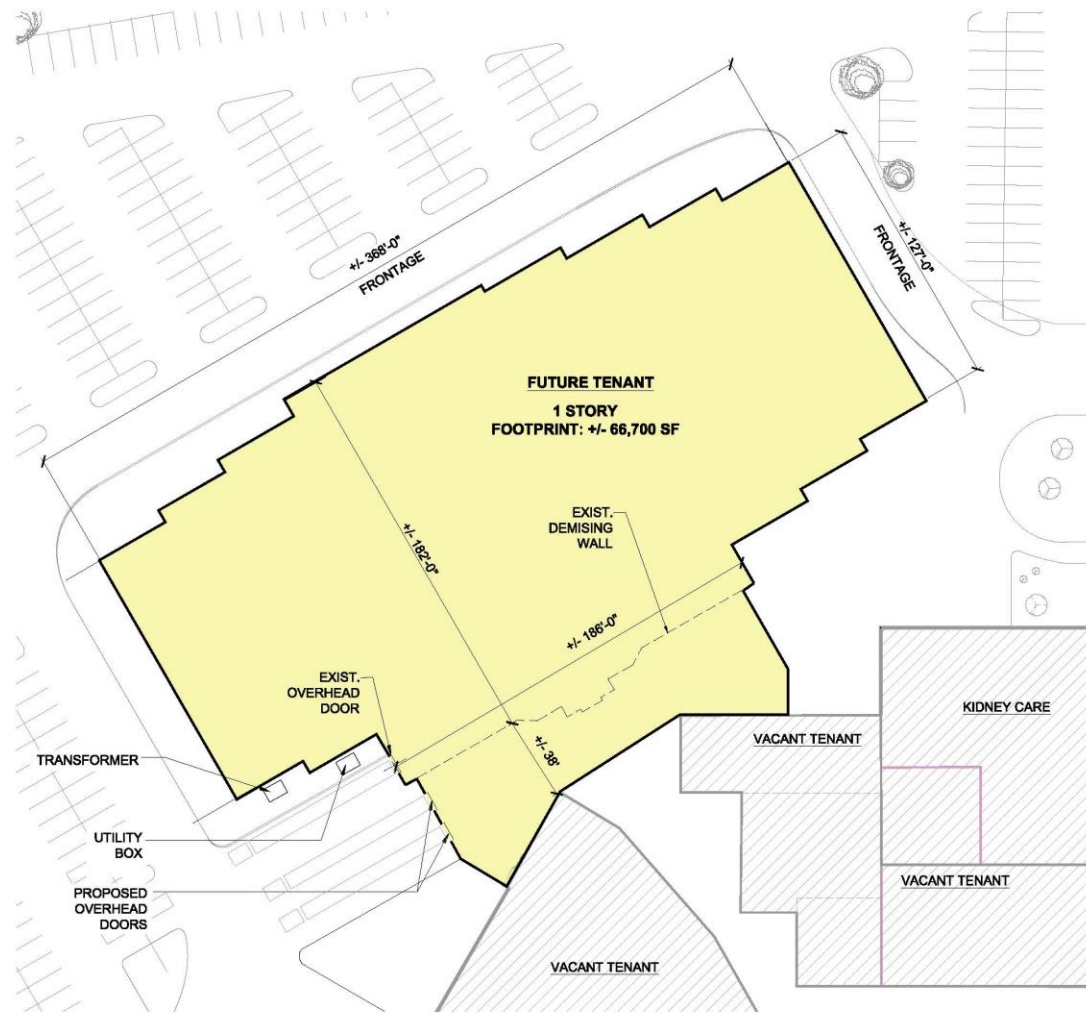 +/- 368'-0"
FRONTAGE
+/- 127'-0"
FRONTAGE
FUTURE TENANT
1 STORY
FOOTPRINT: +/- 66,700 SF
EXIST.
DEMISING
WALL
+/- 182'-0"
+/- 186'-0"
EXIST.
OVERHEAD
DOOR
+/- 38'
TRANSFORMER
UTILITY
BOX
PROPOSED
OVERHEAD
DOORS
KIDNEY CARE
VACANT TENANT
VACANT TENANT
VACANT TENANT